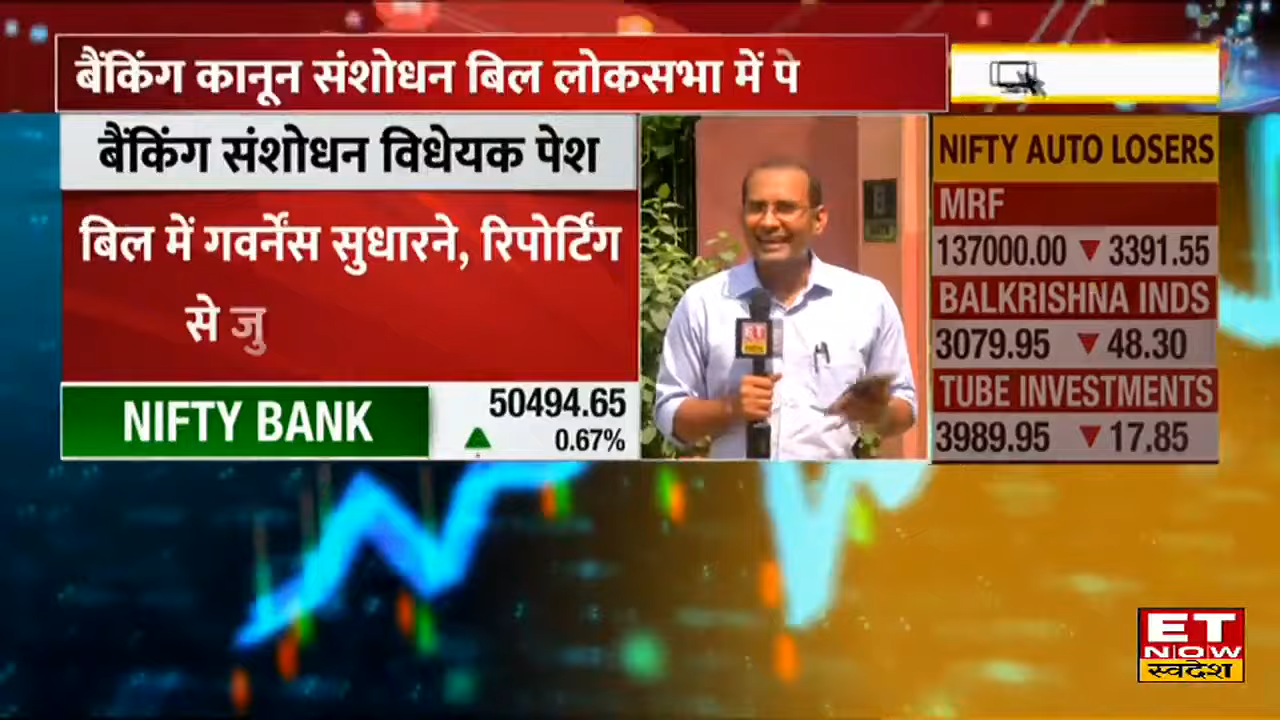 बैंकिंग कानून संशोधन बिल लोकसभा में पे
बैंकिंग संशोधन विधेयक पेश
बिल में गवर्नेंस सुधारने, रिपोर्टिंग
से जु
NIFTY BANK
50494.65
0.67%
ET
NIFTY AUTO LOSERS
MRF
137000.00 ▼ 3391.55
BALKRISHNA INDS
3079.95 ▼ 48.30
TUBE INVESTMENTS
3989.95 ▼ 17.85
ET
NOW
स्वदेश